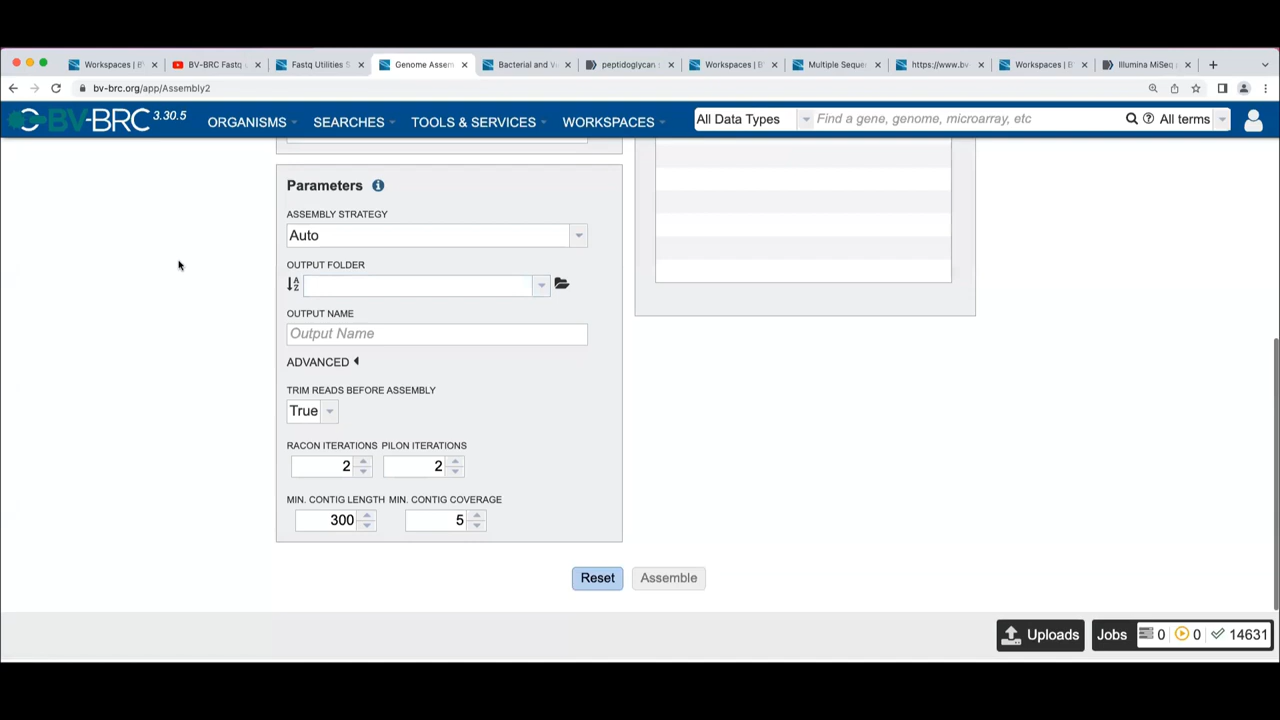 Workspaces | B
BV-BRC Fastq
Fastq Utilities S
Genome Assem
Bacterial and V
peptidoglycan
Workspaces | B
Multiple Seque
https://www.bv
Workspaces | B
Illumina MiSeq
bv-brc.org/app/Assembly2
BV-BRC 3.30.5
ORGANISMS
SEARCHES
TOOLS & SERVICES
WORKSPACES
All Data Types
Find a gene, genome, microarray, etc
All terms
Parameters
ASSEMBLY STRATEGY
Auto
OUTPUT FOLDER
OUTPUT NAME
Output Name
ADVANCED
TRIM READS BEFORE ASSEMBLY
True
RACON ITERATIONS PILON ITERATIONS
2 2
MIN. CONTIG LENGTH MIN. CONTIG COVERAGE
300 5
Reset Assemble
Uploads Jobs 0 0 14631